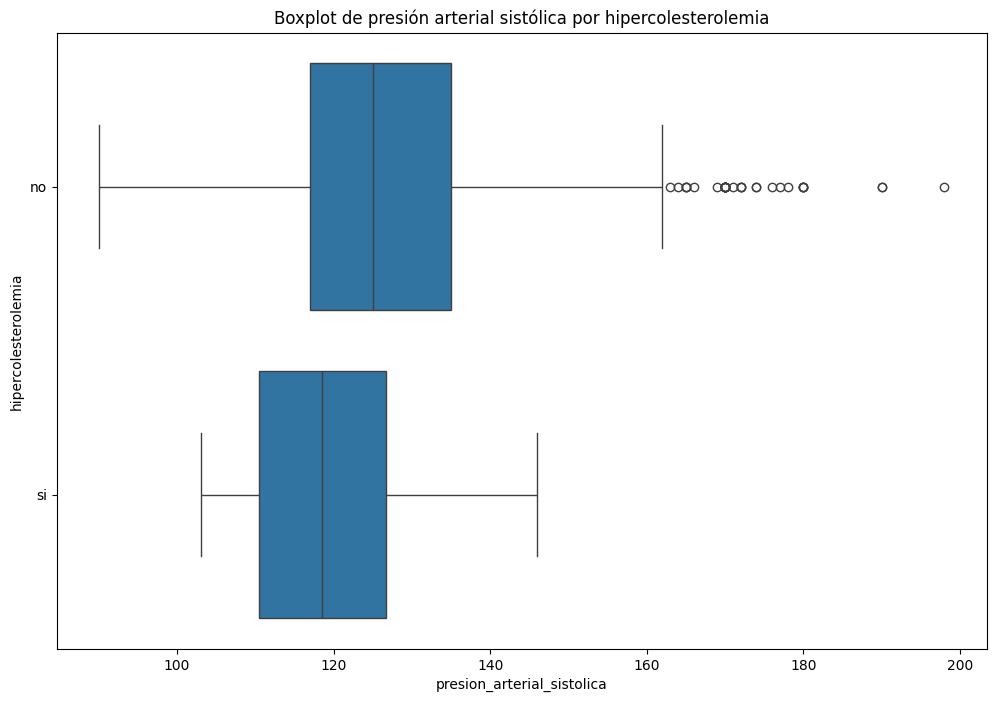 Boxplot de presión arterial sistólica por hipercolesterolemia
hipercolesterolemia
no
si
100 120 140 160 180 200
presion_arterial_sistolica